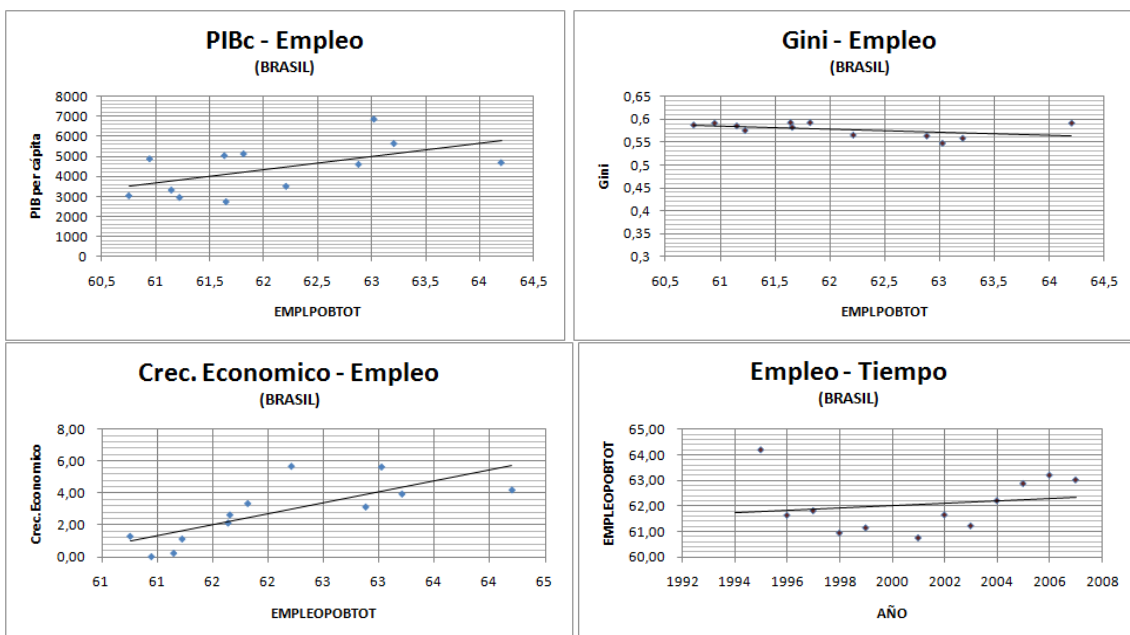 PIBc - Empleo
(BRASIL)
PIB per cápita
8000
7000
6000
5000
4000
3000
2000
1000
0
60,5 61 61,5 62 62,5 63 63,5 64 64,5
EMPLPOBTOT
Gini - Empleo
(BRASIL)
Gini
0,65
0,6
0,55
0,5
0,45
0,4
0,35
0,3
60,5 61 61,5 62 62,5 63 63,5 64 64,5
EMPLPOBTOT
Crec. Economico - Empleo
(BRASIL)
Crec.Economico
8,00
6,00
4,00
2,00
0,00
61 61 62 62 63 63 64 64 65
EMPLEOPOBTOT
Empleo - Tiempo
(BRASIL)
EMPLEOPOBTOT
65,00
64,00
63,00
62,00
61,00
60,00
1992 1994 1996 1998 2000 2002 2004 2006 2008
AÑO